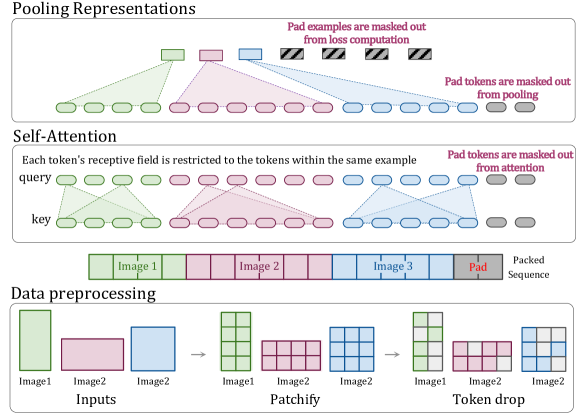 Pooling Representations
Pad examples are masked out
from loss computation
Pad tokens are masked out
from pooling
Self-Attention
Each token's receptive field is restricted to the tokens within the same example
Pad tokens are masked out
from attention
query
key
Image 1
Image 2
Image 3
Pad
Packed
Sequence
Data preprocessing
Image1
Image2
Image2
Image1
Image2
Image2
Image1
Image2
Image2
Inputs
Patchify
Token drop